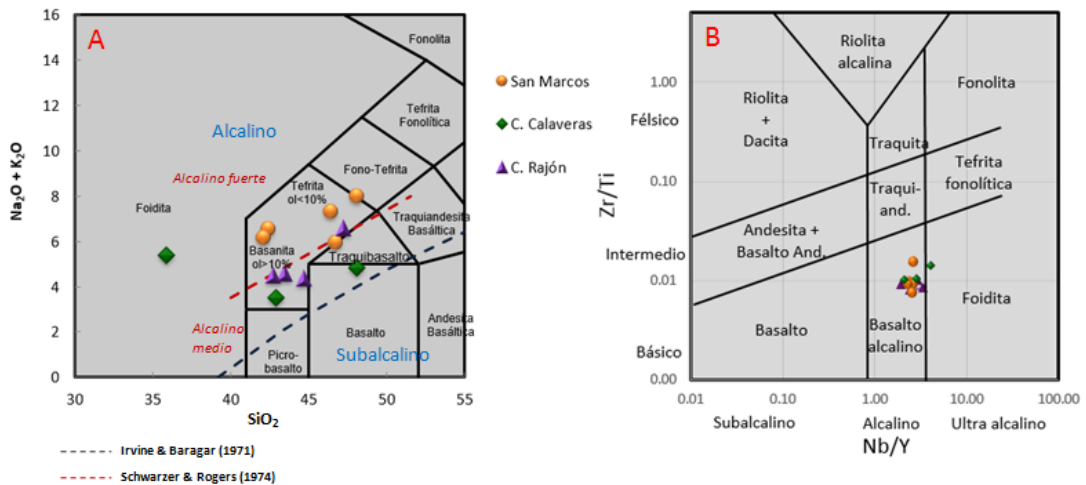 A
16
14
12
10
8
6
4
2
0
Na₂O + K₂O
30
35
40
45
50
55
SiO₂
Alcalino
Alcalino fuerte
Foidita
Fonolita
Tefrita
Fonolítica
Fono-Tefrita
Tefrita
ol<10%
Basanita
ol>10%
Traquiandesita
Basáltica
Traquibasalto
Alcalino
medio
Picro-
basalto
Basalto
Subalcalino
Andesita
Basáltica
Irvine & Baragar (1971)
Schwarzer & Rogers (1974)
San Marcos
C. Calaveras
C. Rajón
B
Zr/Ti
1.00
Félsico
0.10
Intermedio
0.01
Básico
0.00
0.01
0.10
1.00
10.00
100.00
Subalcalino
Alcalino
Ultra alcalino
Nb/Y
Riolita
alcalina
Fonolita
Riolita
+
Dacita
Traquita
Tefrita
fonolítica
Traqui-
and.
Andesita +
Basalto And.
Basalto
Basalto
alcalino
Foidita